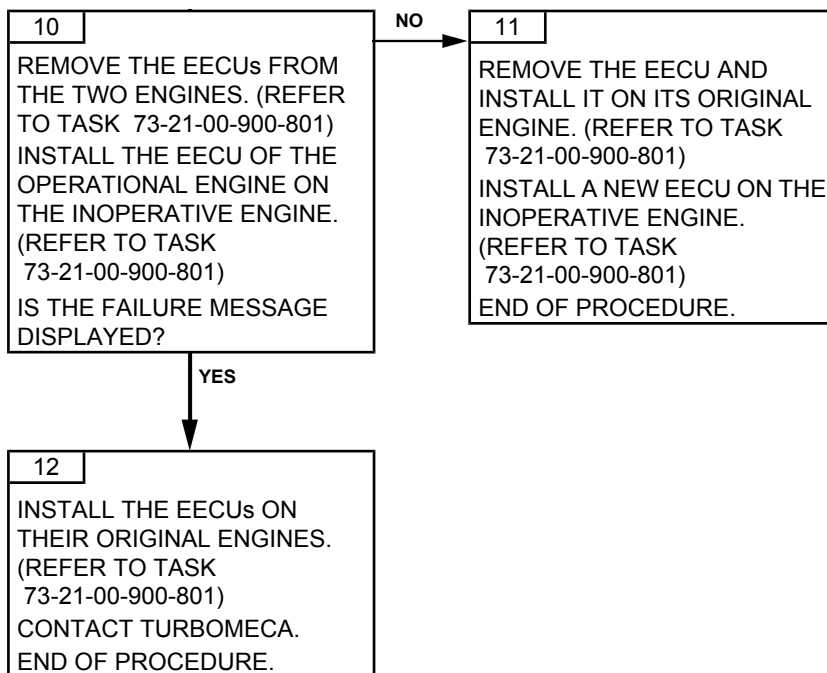 10
REMOVE THE EECUs FROM
THE TWO ENGINES. (REFER
TO TASK  73-21-00-900-801)
INSTALL THE EECU OF THE
OPERATIONAL ENGINE ON
THE INOPERATIVE ENGINE.
(REFER TO TASK
73-21-00-900-801)
IS THE FAILURE MESSAGE
DISPLAYED?
NO
11
REMOVE THE EECU AND
INSTALL IT ON ITS ORIGINAL
ENGINE. (REFER TO TASK
73-21-00-900-801)
INSTALL A NEW EECU ON THE
INOPERATIVE ENGINE.
(REFER TO TASK
73-21-00-900-801)
END OF PROCEDURE.
YES
12
INSTALL THE EECUs ON
THEIR ORIGINAL ENGINES.
(REFER TO TASK
73-21-00-900-801)
CONTACT TURBOMECA.
END OF PROCEDURE.